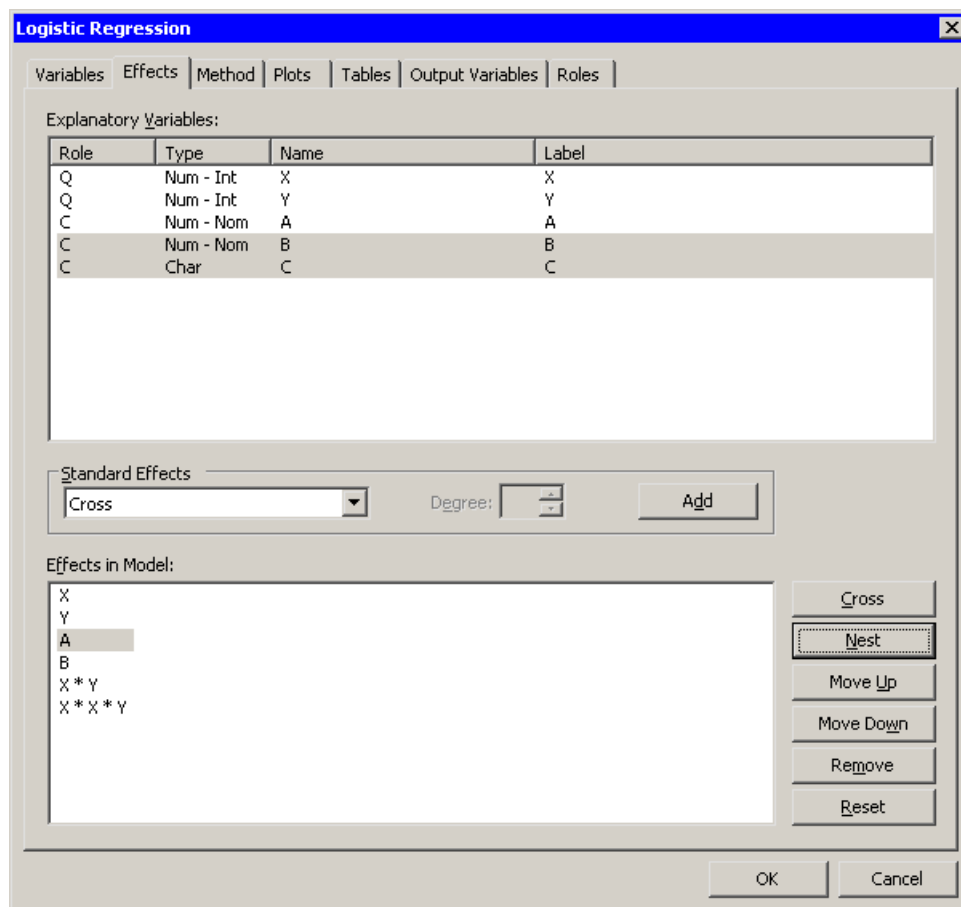 Logistic Regression
Variables Effects Method Plots Tables Output Variables Roles
Explanatory Variables:
Role Type Name Label
Q Num - Int X X
Q Num - Int Y Y
C Num - Nom A A
C Num - Nom B B
C Char C C
Standard Effects
Cross Degree: Add
Effects in Model:
X
Y
A
B
X * Y
X * X * Y
Cross
Nest
Move Up
Move Down
Remove
Reset
OK Cancel